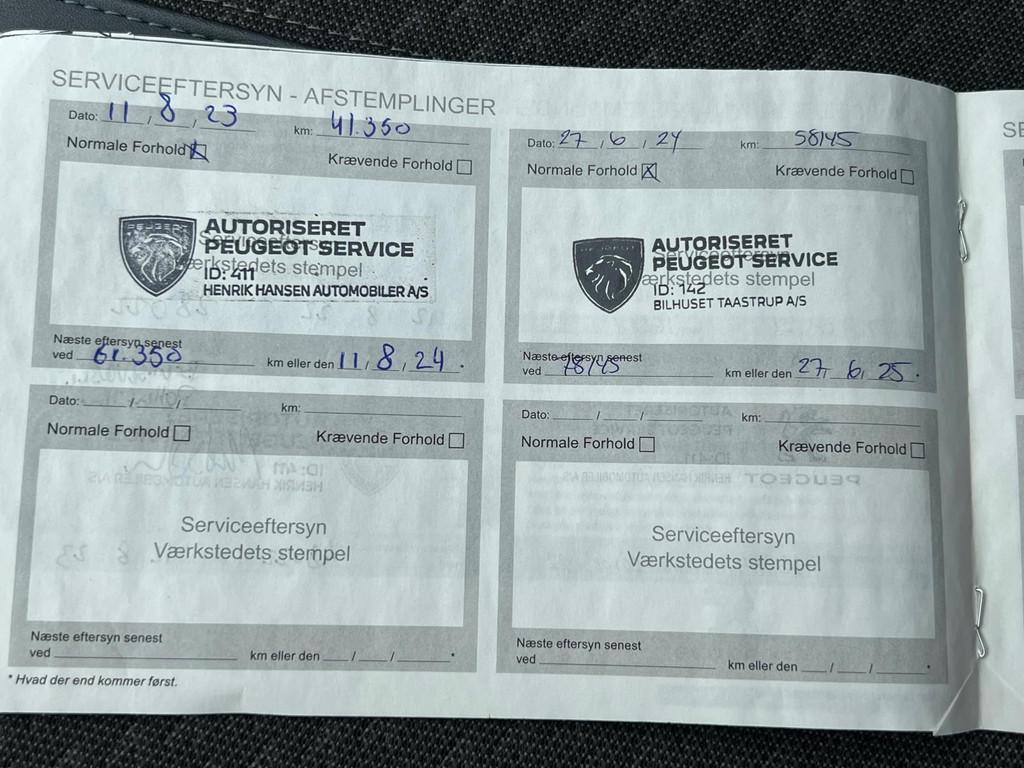 SERVICEEFTERSYN - AFSTEMPLINGER
Dato: 11 / 8 / 23 km: 41.350
Normale Forhold Krævende Forhold
AUTORISERET
PEUGEOT SERVICE
Serviceeftersyn
Værkstedets stempel
ID: 411
HENRIK HANSEN AUTOMOBILER A/S
Næste eftersyn senest
ved 61.350 km eller den 11 / 8 / 24 .
Dato: 27 / 6 / 24 km: 58145
Normale Forhold Krævende Forhold
AUTORISERET
PEUGEOT SERVICE
Serviceeftersyn
Værkstedets stempel
ID: 142
BILHUSET TAASTRUP A/S
Næste eftersyn senest
ved 78145 km eller den 27 / 6 / 25 .
Dato: / / km:
Normale Forhold Krævende Forhold
Serviceeftersyn
Værkstedets stempel
Næste eftersyn senest
ved km eller den / / *
Dato: / / km:
Normale Forhold Krævende Forhold
Serviceeftersyn
Værkstedets stempel
Næste eftersyn senest
ved km eller den / / *
* Hvad der end kommer først.